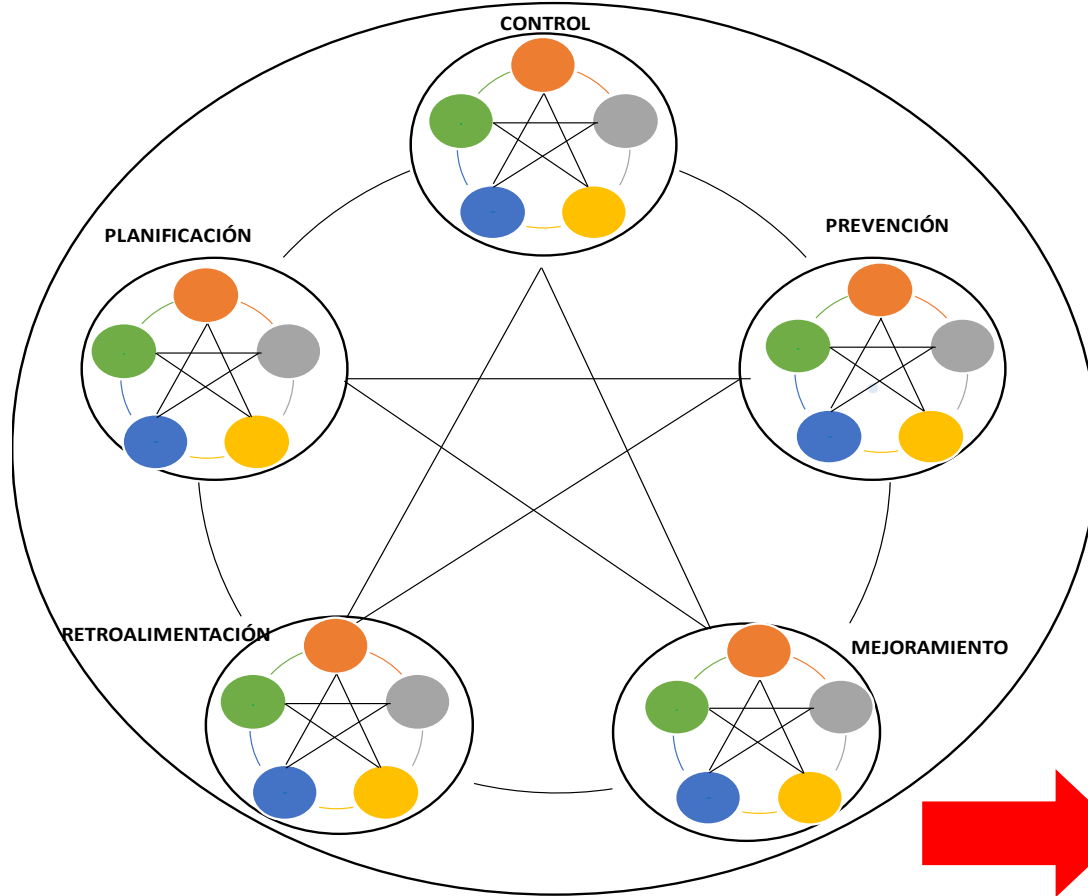 CONTROL
PLANIFICACIÓN
PREVENCIÓN
RETROALIMENTACIÓN
MEJORAMIENTO